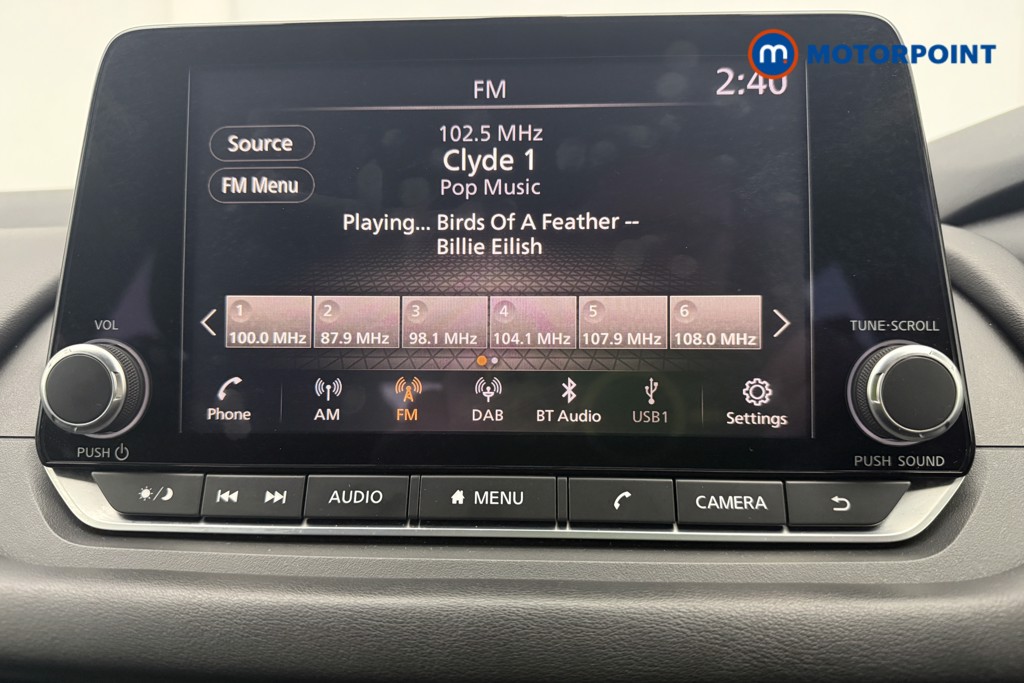 m. MOTORPOINT
FM
2:40
Source
FM Menu
102.5 MHz
Clyde 1
Pop Music
Playing... Birds Of A Feather --
Billie Eilish
1 2 3 4 5 6
100.0 MHz 87.9 MHz 98.1 MHz 104.1 MHz 107.9 MHz 108.0 MHz
VOL
TUNE·SCROLL
Phone AM FM DAB BT Audio USB1 Settings
PUSH
PUSH SOUND
AUDIO MENU CAMERA